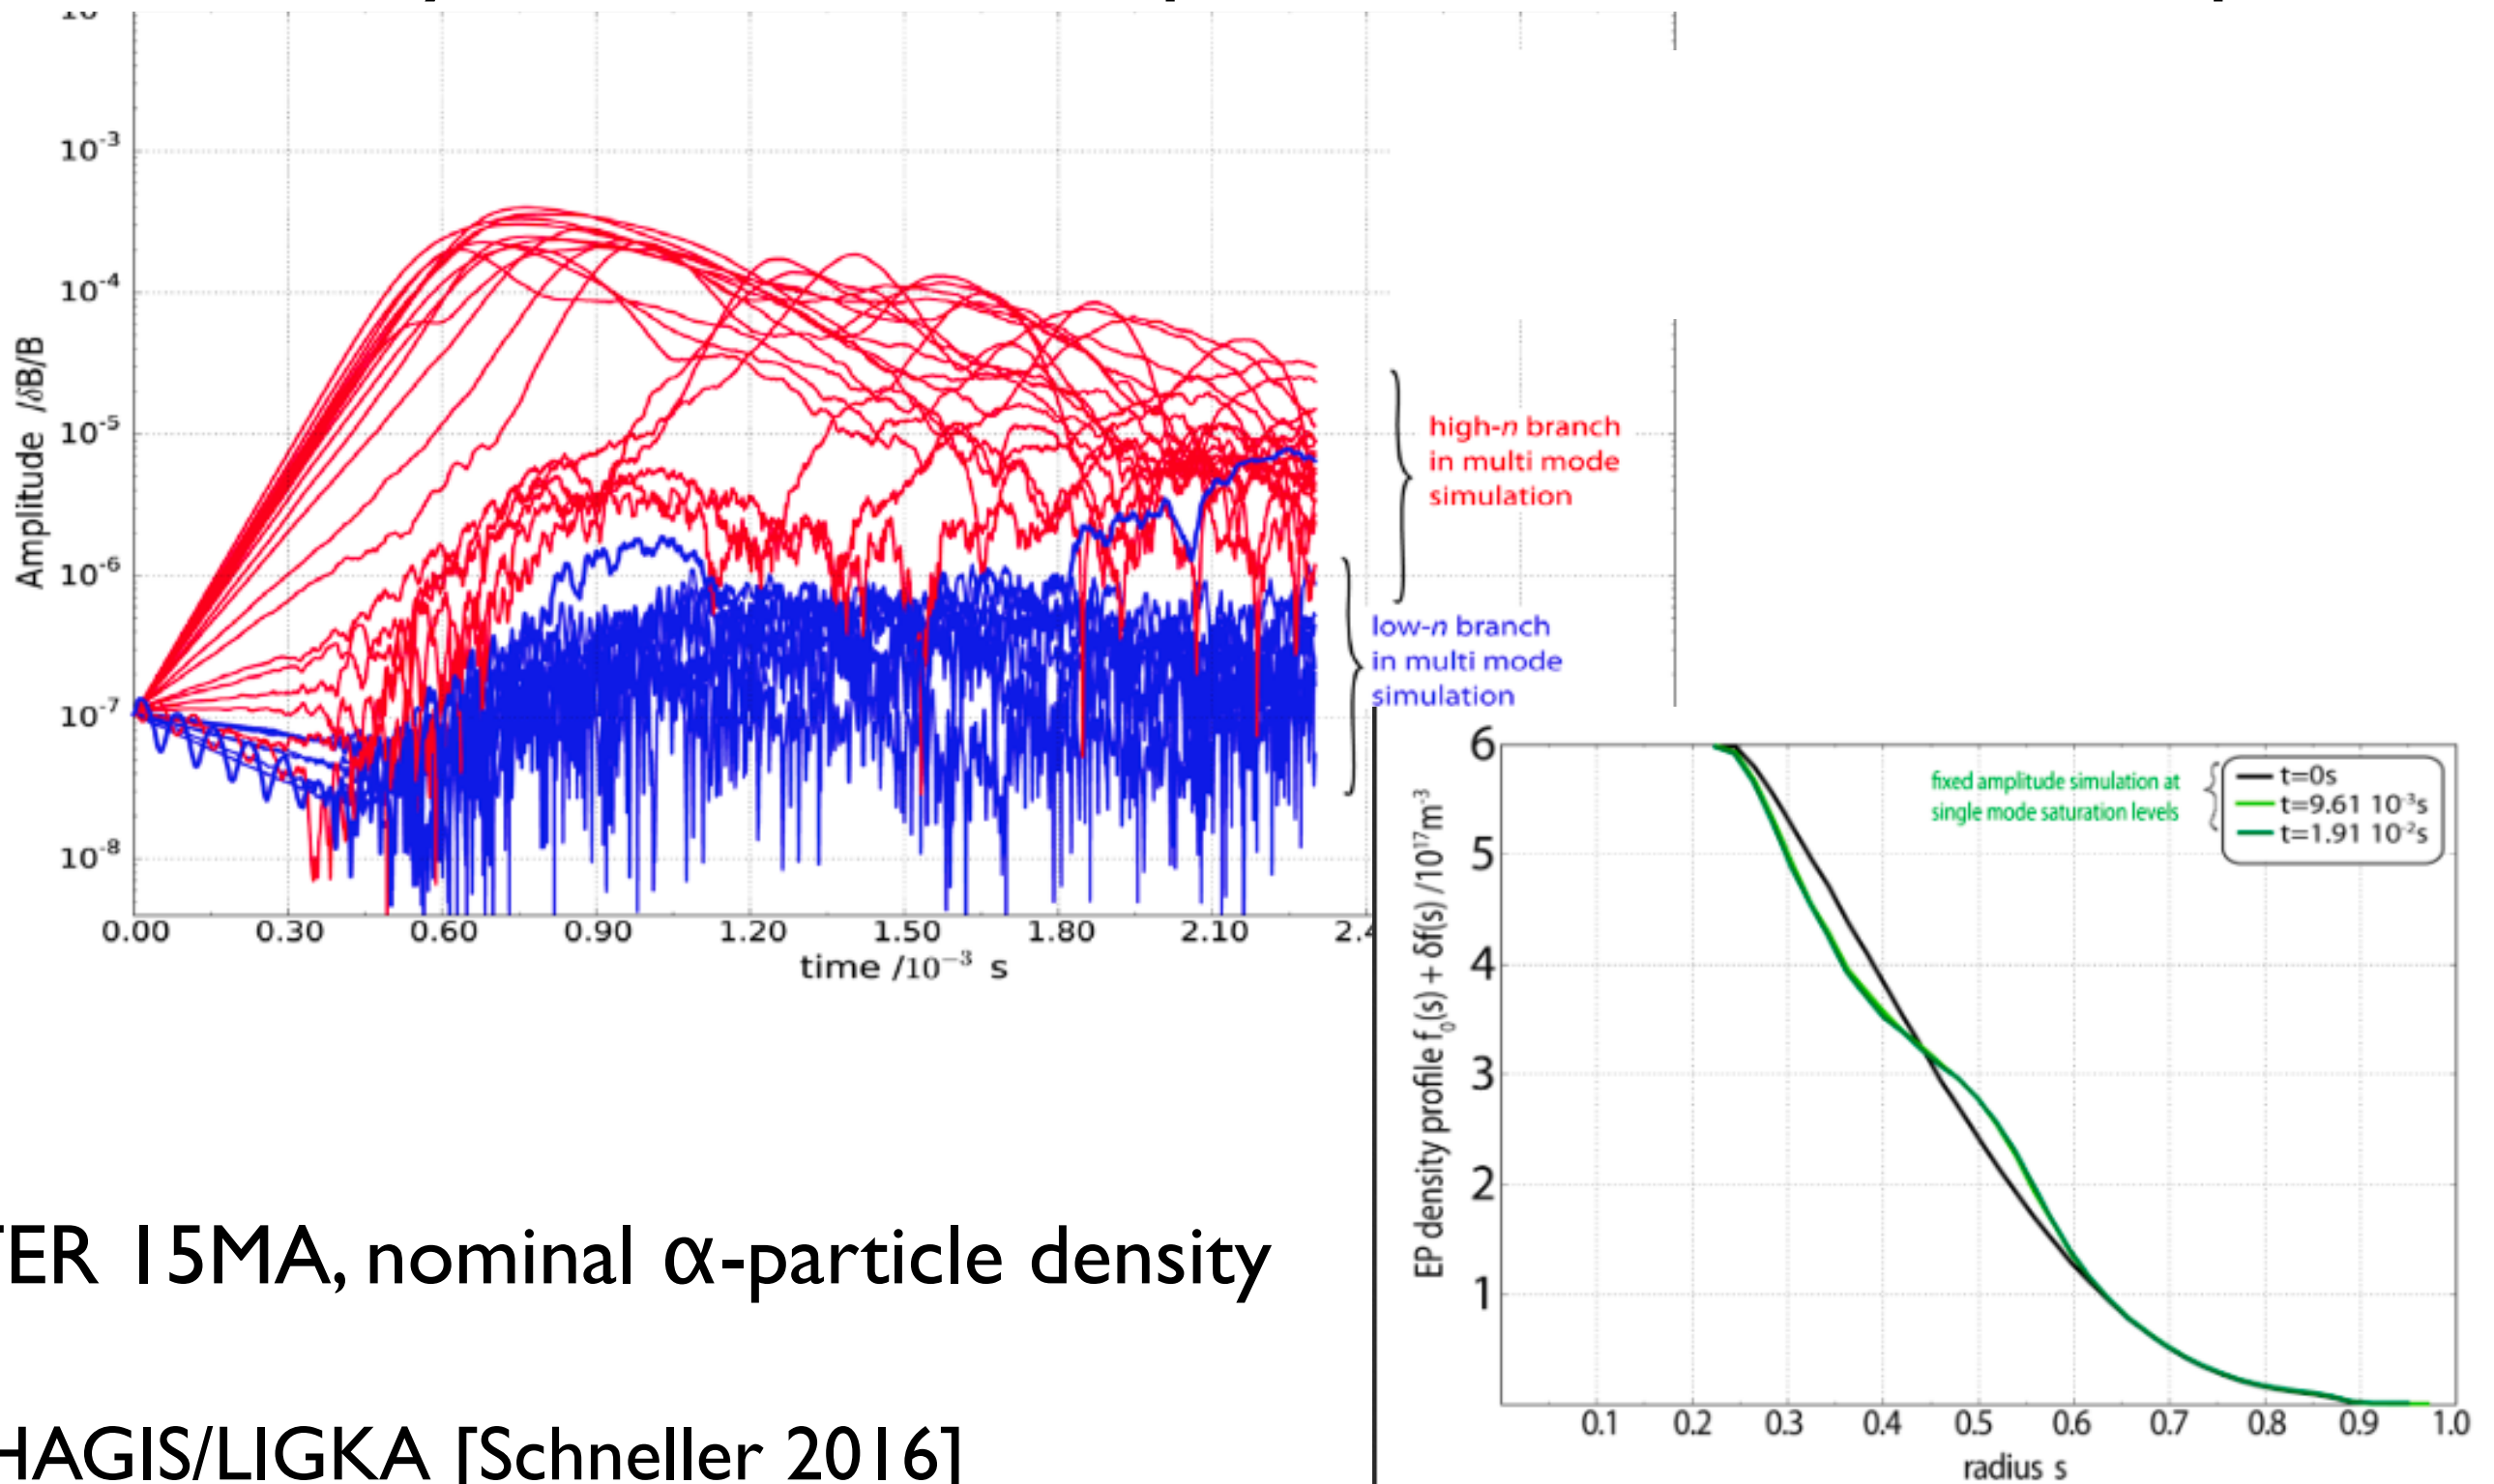 10
10-3
10-4
10-5
10-6
10-7
10-8
Amplitude /δB/B
0.00 0.30 0.60 0.90 1.20 1.50 1.80 2.10 2.4
time /10−3 s
high-n branch
in multi mode
simulation
low-n branch
in multi mode
simulation
6
5
4
3
2
1
EP density profile f0(s) + δf(s) /1017m-3
fixed amplitude simulation at
single mode saturation levels
t=0s
t=9.61 10-3s
t=1.91 10-2s
0.1 0.2 0.3 0.4 0.5 0.6 0.7 0.8 0.9 1.0
radius s
TER 15MA, nominal α-particle density
HAGIS/LIGKA [Schneller 2016]